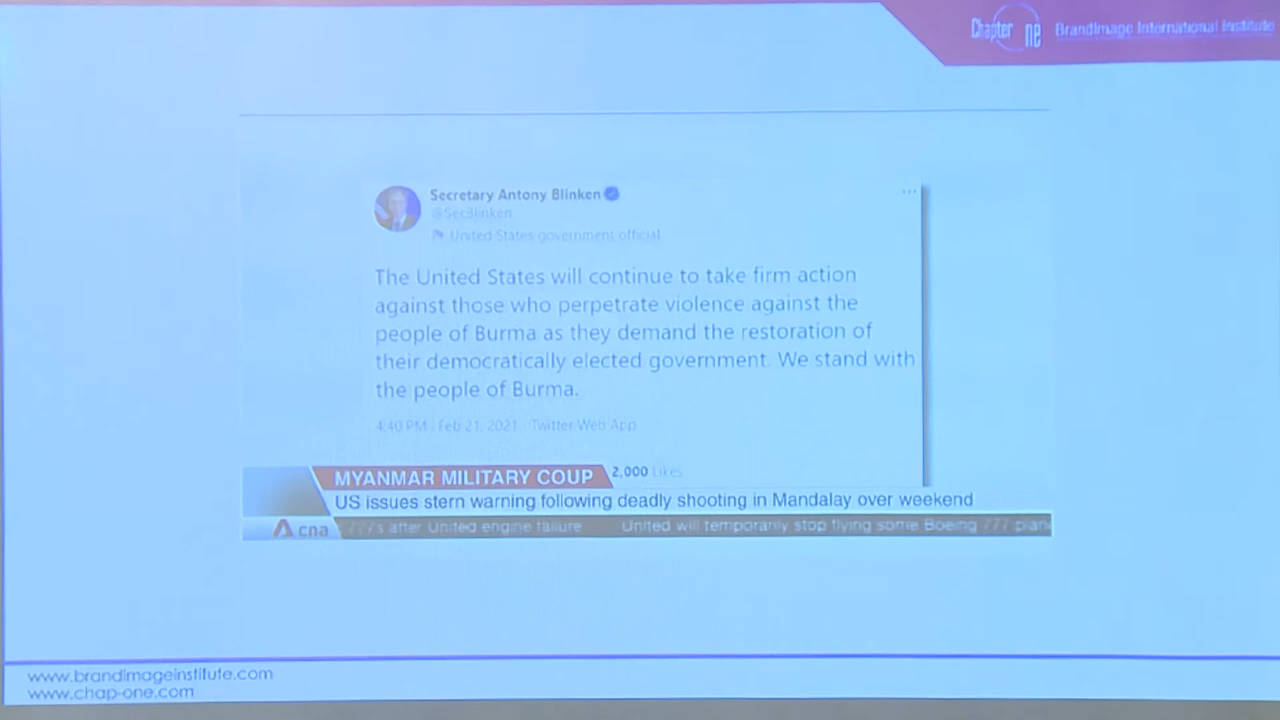 Chapter One BrandImage International Institute
Secretary Antony Blinken
@SecBlinken
United States government official
The United States will continue to take firm action
against those who perpetrate violence against the
people of Burma as they demand the restoration of
their democratically elected government. We stand with
the people of Burma.
4:40 PM · Feb 21, 2021 · Twitter Web App
2,000 Likes
MYANMAR MILITARY COUP
US issues stern warning following deadly shooting in Mandalay over weekend
cna 777s after United engine failure United will temporarily stop flying some Boeing 777 plan
www.brandimageinstitute.com
www.chap-one.com